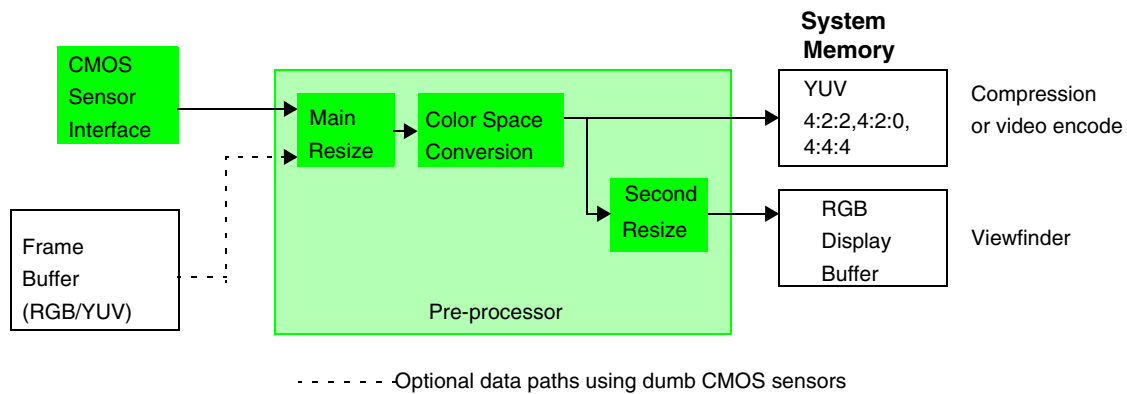 System
Memory
CMOS
Sensor
Interface
Main
Resize
Color Space
Conversion
YUV
4:2:2,4:2:0,
4:4:4
Compression
or video encode
Second
Resize
RGB
Display
Buffer
Viewfinder
Frame
Buffer
(RGB/YUV)
Pre-processor
Optional data paths using dumb CMOS sensors